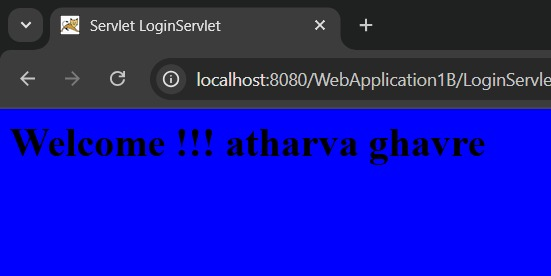 Servlet LoginServlet
localhost:8080/WebApplication1B/LoginServle
Welcome !!! atharva ghavre